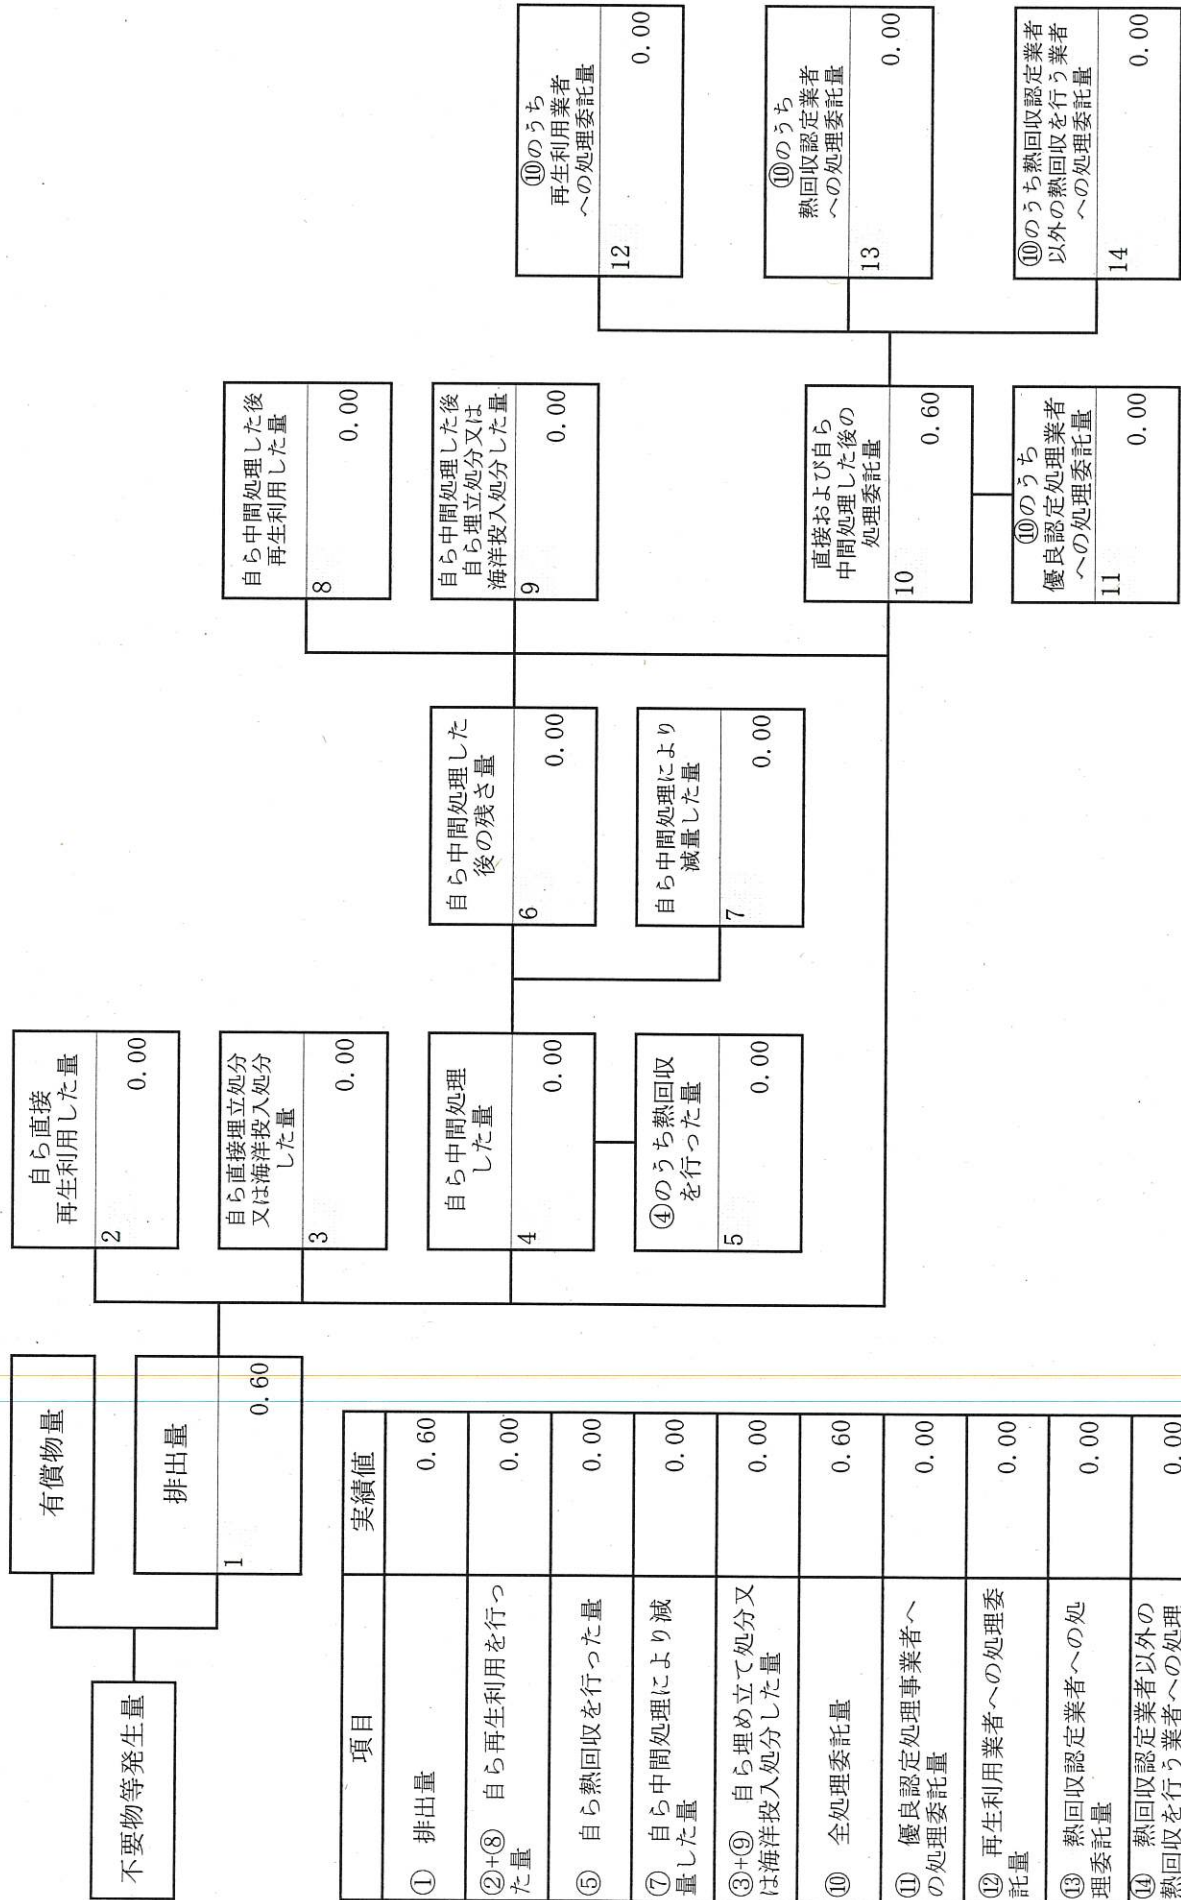 不要物等発生量
有償物量
排出量
1
0.60
自ら直接
再生利用した量
2
0.00
自ら直接埋立処分
又は海洋投入処分
した量
3
0.00
自ら中間処理
した量
4
0.00
④のうち熱回収
を行った量
5
0.00
自ら中間処理した
後の残さ量
6
0.00
自ら中間処理により
減量した量
7
0.00
自ら中間処理した後
再生利用した量
8
0.00
自ら中間処理した後
自ら埋立処分又は
海洋投入処分した量
9
0.00
直接および自ら
中間処理した後の
処理委託量
10
0.60
⑩のうち
優良認定処理業者
への処理委託量
11
0.00
⑩のうち
再生利用業者
への処理委託量
12
0.00
⑩のうち
熱回収認定業者
への処理委託量
13
0.00
⑩のうち熱回収認定業者
以外の熱回収を行う業者
への処理委託量
14
0.00
項目
実績値
① 排出量
0.60
②+⑧ 自ら再生利用を行っ
た量
0.00
⑤ 自ら熱回収を行った量
0.00
⑦ 自ら中間処理により減
量した量
0.00
③+⑨ 自ら埋め立て処分又
は海洋投入処分した量
0.00
⑩ 全処理委託量
0.60
⑪ 優良認定処理事業者へ
の処理委託量
0.00
⑫ 再生利用業者への処理委
託量
0.00
⑬ 熱回収認定業者への処
理委託量
0.00
⑭ 熱回収認定業者以外の
熱回収を行う業者への処理
0.00